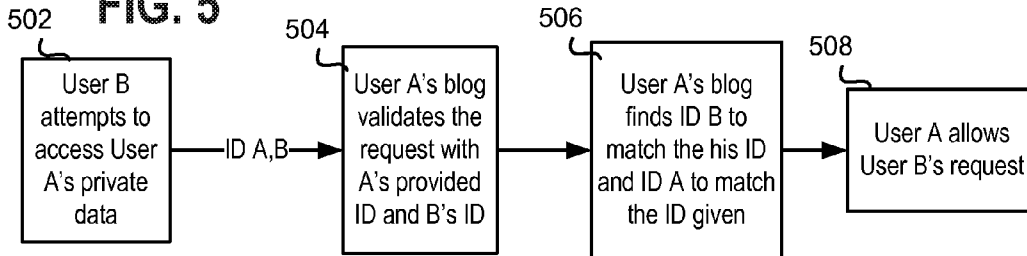 FIG. 5
502
User B
attempts to
access User
A's private
data
ID A,B
504
User A's blog
validates the
request with
A's provided
ID and B's ID
506
User A's blog
finds ID B to
match the his ID
and ID A to match
the ID given
508
User A allows
User B's request